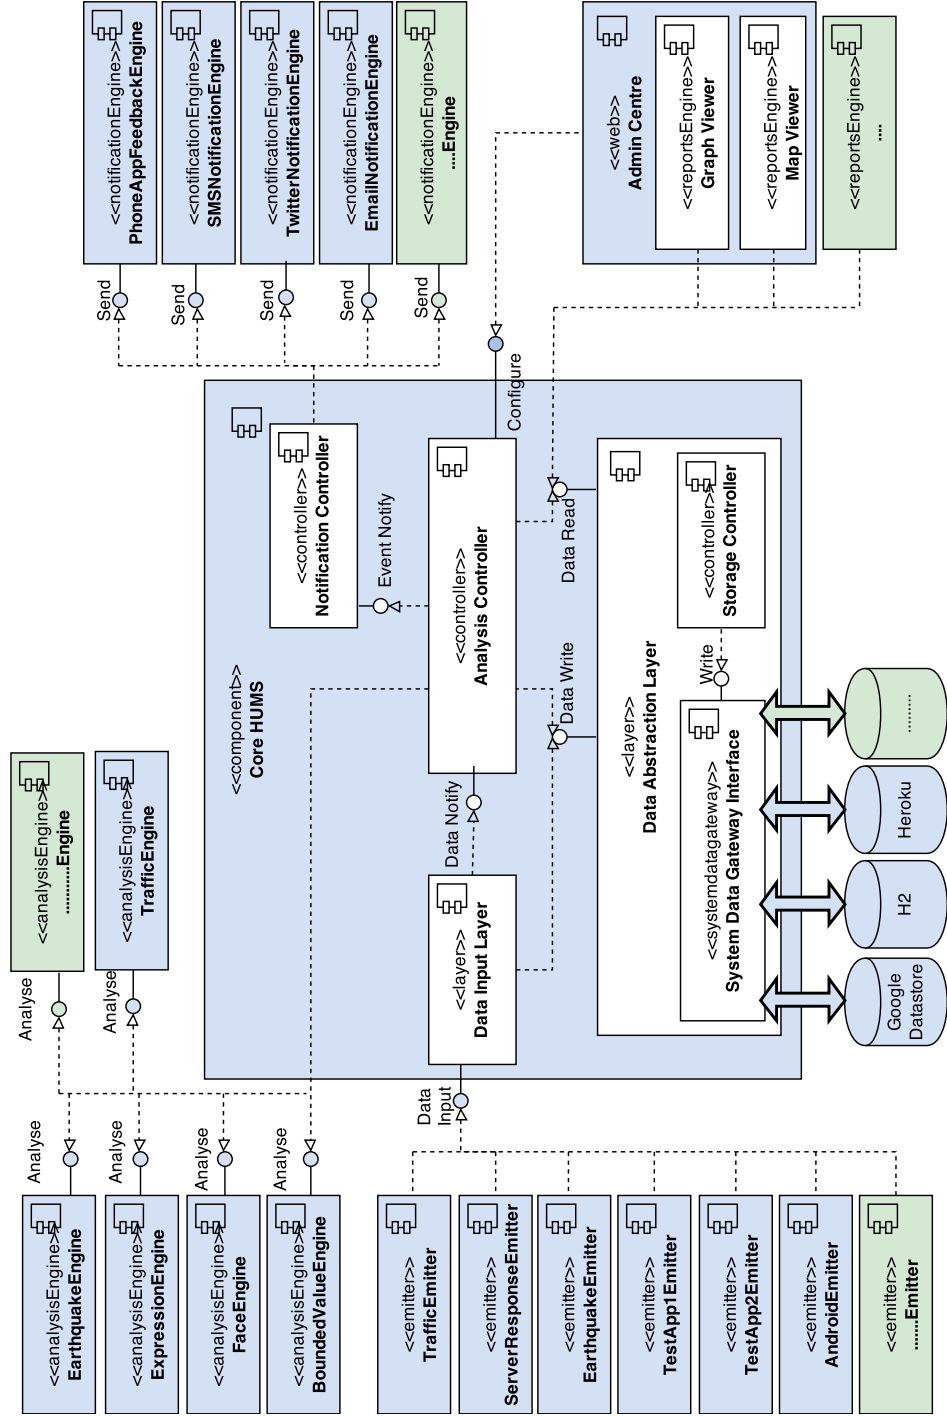 <<analysisEngine>>
EarthquakeEngine
Analyse
<<analysisEngine>>
ExpressionEngine
Analyse
<<analysisEngine>>
FaceEngine
Analyse
<<analysisEngine>>
BoundedValueEngine
Analyse
<<analysisEngine>>
............Engine
Analyse
<<analysisEngine>>
TrafficEngine
Analyse
<<notificationEngine>>
PhoneAppFeedbackEngine
Send
<<notificationEngine>>
SMSNotificationEngine
Send
<<notificationEngine>>
TwitterNotificationEngine
Send
<<notificationEngine>>
EmailNotificationEngine
Send
<<notificationEngine>>
....Engine
Send
<<component>>
Core HUMS
<<controller>>
Notification Controller
Event Notify
<<emitter>>
TrafficEmitter
<<emitter>>
ServerResponseEmitter
<<emitter>>
EarthquakeEmitter
<<emitter>>
TestApp1Emitter
<<emitter>>
TestApp2Emitter
<<emitter>>
AndroidEmitter
<<emitter>>
........Emitter
Data
Input
<<layer>>
Data Input Layer
Data Notify
<<controller>>
Analysis Controller
Configure
Data Write
Data Read
<<layer>>
Data Abstraction Layer
<<systemdatagateway>>
System Data Gateway Interface
Write
<<controller>>
Storage Controller
<<web>>
Admin Centre
<<reportsEngine>>
Graph Viewer
<<reportsEngine>>
Map Viewer
<<reportsEngine>>
....
Google
Datastore
H2
Heroku
.........